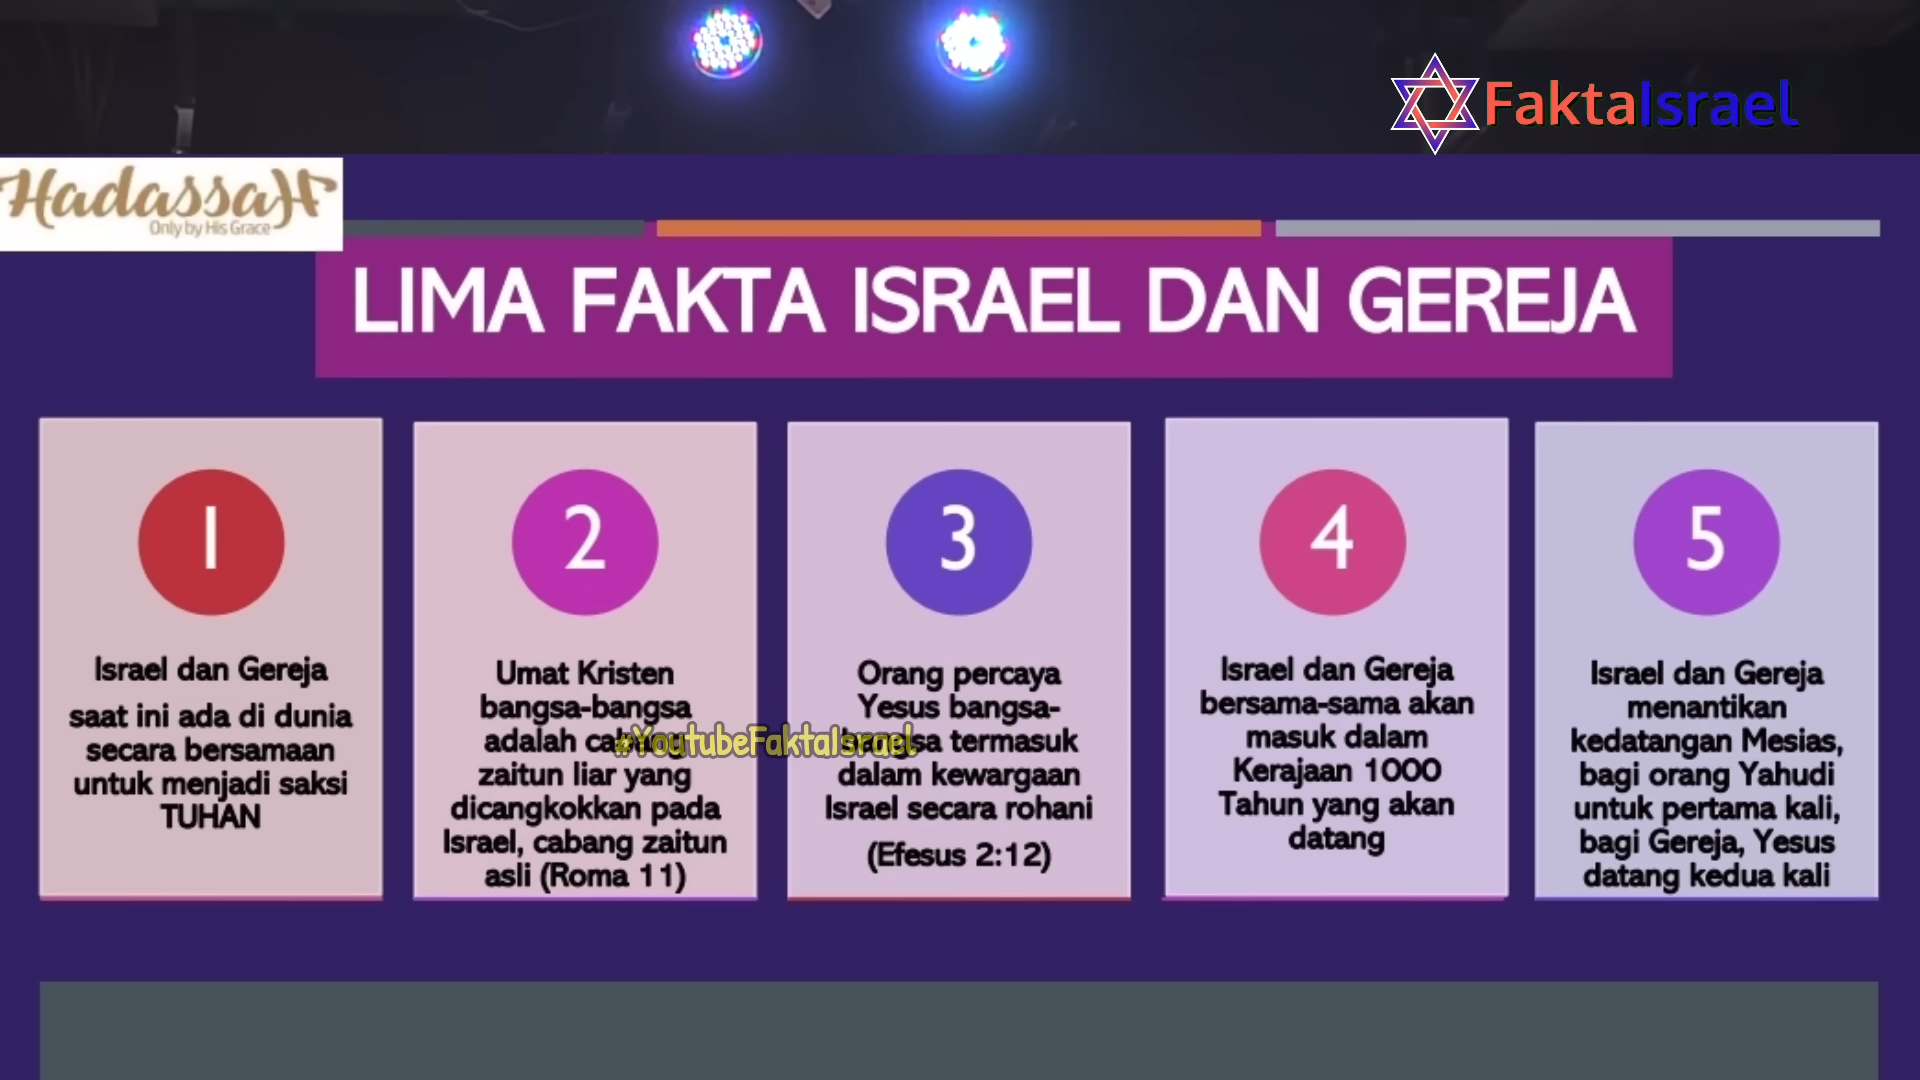 FaktaIsrael
HadassaH
Only by His Grace
LIMA FAKTA ISRAEL DAN GEREJA
1
Israel dan Gereja
saat ini ada di dunia
secara bersamaan
untuk menjadi saksi
TUHAN
2
Umat Kristen
bangsa-bangsa
adalah
zaitun liar yang
dicangkokkan pada
Israel, cabang zaitun
asli (Roma 11)
3
Orang percaya
Yesus bangsa-
termasuk
dalam kewargaan
Israel secara rohani
(Efesus 2:12)
#YoutubeFaktaIsrael
4
Israel dan Gereja
bersama-sama akan
masuk dalam
Kerajaan 1000
Tahun yang akan
datang
5
Israel dan Gereja
menantikan
kedatangan Mesias,
bagi orang Yahudi
untuk pertama kali,
bagi Gereja, Yesus
datang kedua kali